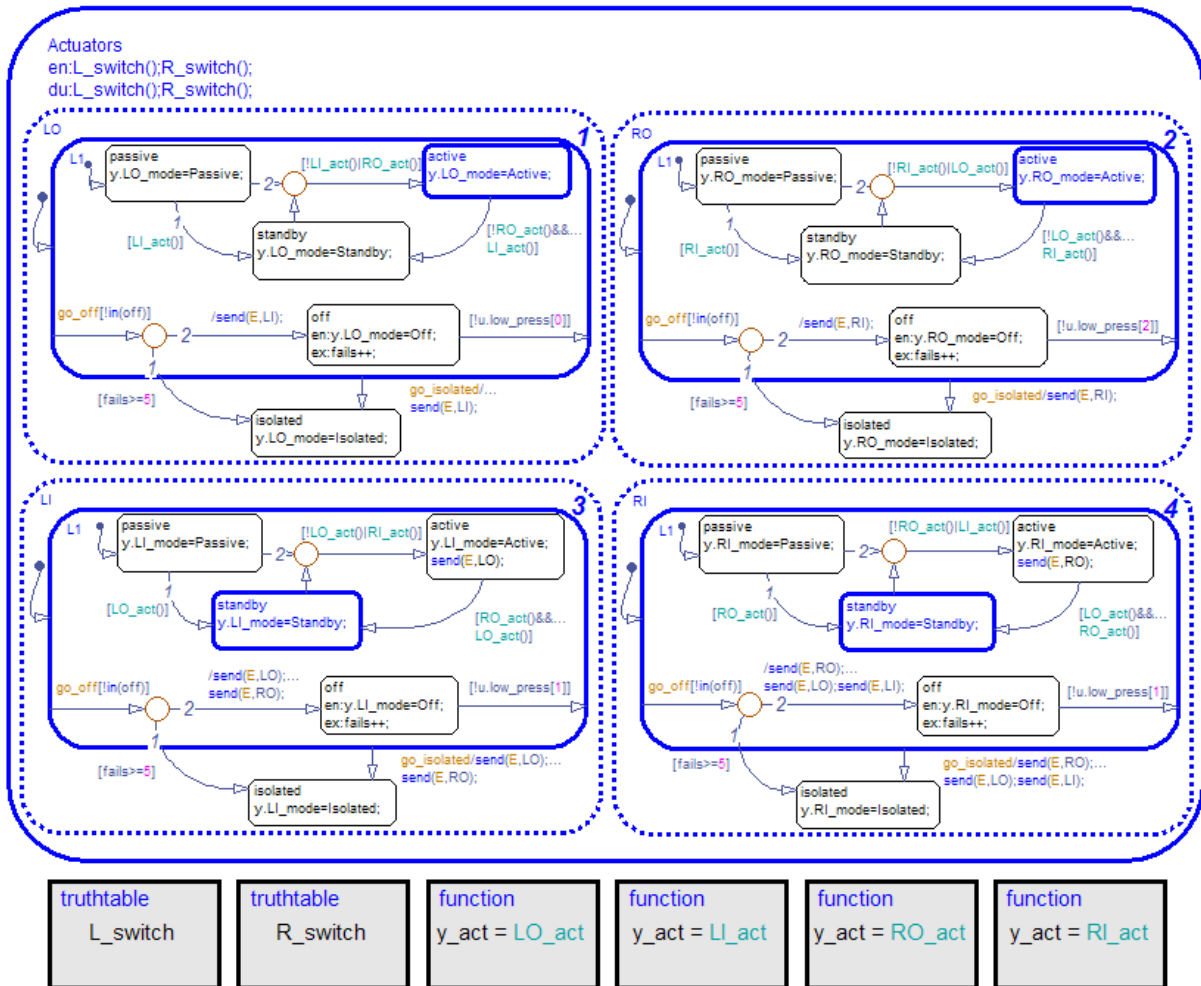 Actuators
en:L_switch();R_switch();
du:L_switch();R_switch();
LO
1
L1
passive
y.LO_mode=Passive;
2
[!LI_act()|RO_act()]
active
y.LO_mode=Active;
1
[LI_act()]
standby
y.LO_mode=Standby;
[!RO_act()&&...
LI_act()]
go_off[!in(off)]
2
/send(E,LI);
off
en:y.LO_mode=Off;
ex:fails++;
[!u.low_press[0]]
1
[fails>=5]
go_isolated/...
send(E,LI);
isolated
y.LO_mode=Isolated;
RO
2
L1
passive
y.RO_mode=Passive;
2
[!RI_act()|LO_act()]
active
y.RO_mode=Active;
1
[RI_act()]
standby
y.RO_mode=Standby;
[!LO_act()&&...
RI_act()]
go_off[!in(off)]
2
/send(E,RI);
off
en:y.RO_mode=Off;
ex:fails++;
[!u.low_press[2]]
1
[fails>=5]
go_isolated/send(E,RI);
isolated
y.RO_mode=Isolated;
LI
3
L1
passive
y.LI_mode=Passive;
2
[!LO_act()|RI_act()]
active
y.LI_mode=Active;
send(E,LO);
1
[LO_act()]
standby
y.LI_mode=Standby;
[RO_act()&&...
LO_act()]
go_off[!in(off)]
2
/send(E,LO);...
send(E,RO);
off
en:y.LI_mode=Off;
ex:fails++;
[!u.low_press[1]]
1
[fails>=5]
go_isolated/send(E,LO);...
send(E,RO);
isolated
y.LI_mode=Isolated;
RI
4
L1
passive
y.RI_mode=Passive;
2
[!RO_act()|LI_act()]
active
y.RI_mode=Active;
send(E,RO);
1
[RO_act()]
standby
y.RI_mode=Standby;
[LO_act()&&...
RO_act()]
go_off[!in(off)]
2
/send(E,RO);...
send(E,LO);send(E,LI);
off
en:y.RI_mode=Off;
ex:fails++;
[!u.low_press[1]]
1
[fails>=5]
go_isolated/send(E,RO);...
send(E,LO);send(E,LI);
isolated
y.RI_mode=Isolated;
truthtable
L_switch
truthtable
R_switch
function
y_act = LO_act
function
y_act = LI_act
function
y_act = RO_act
function
y_act = RI_act